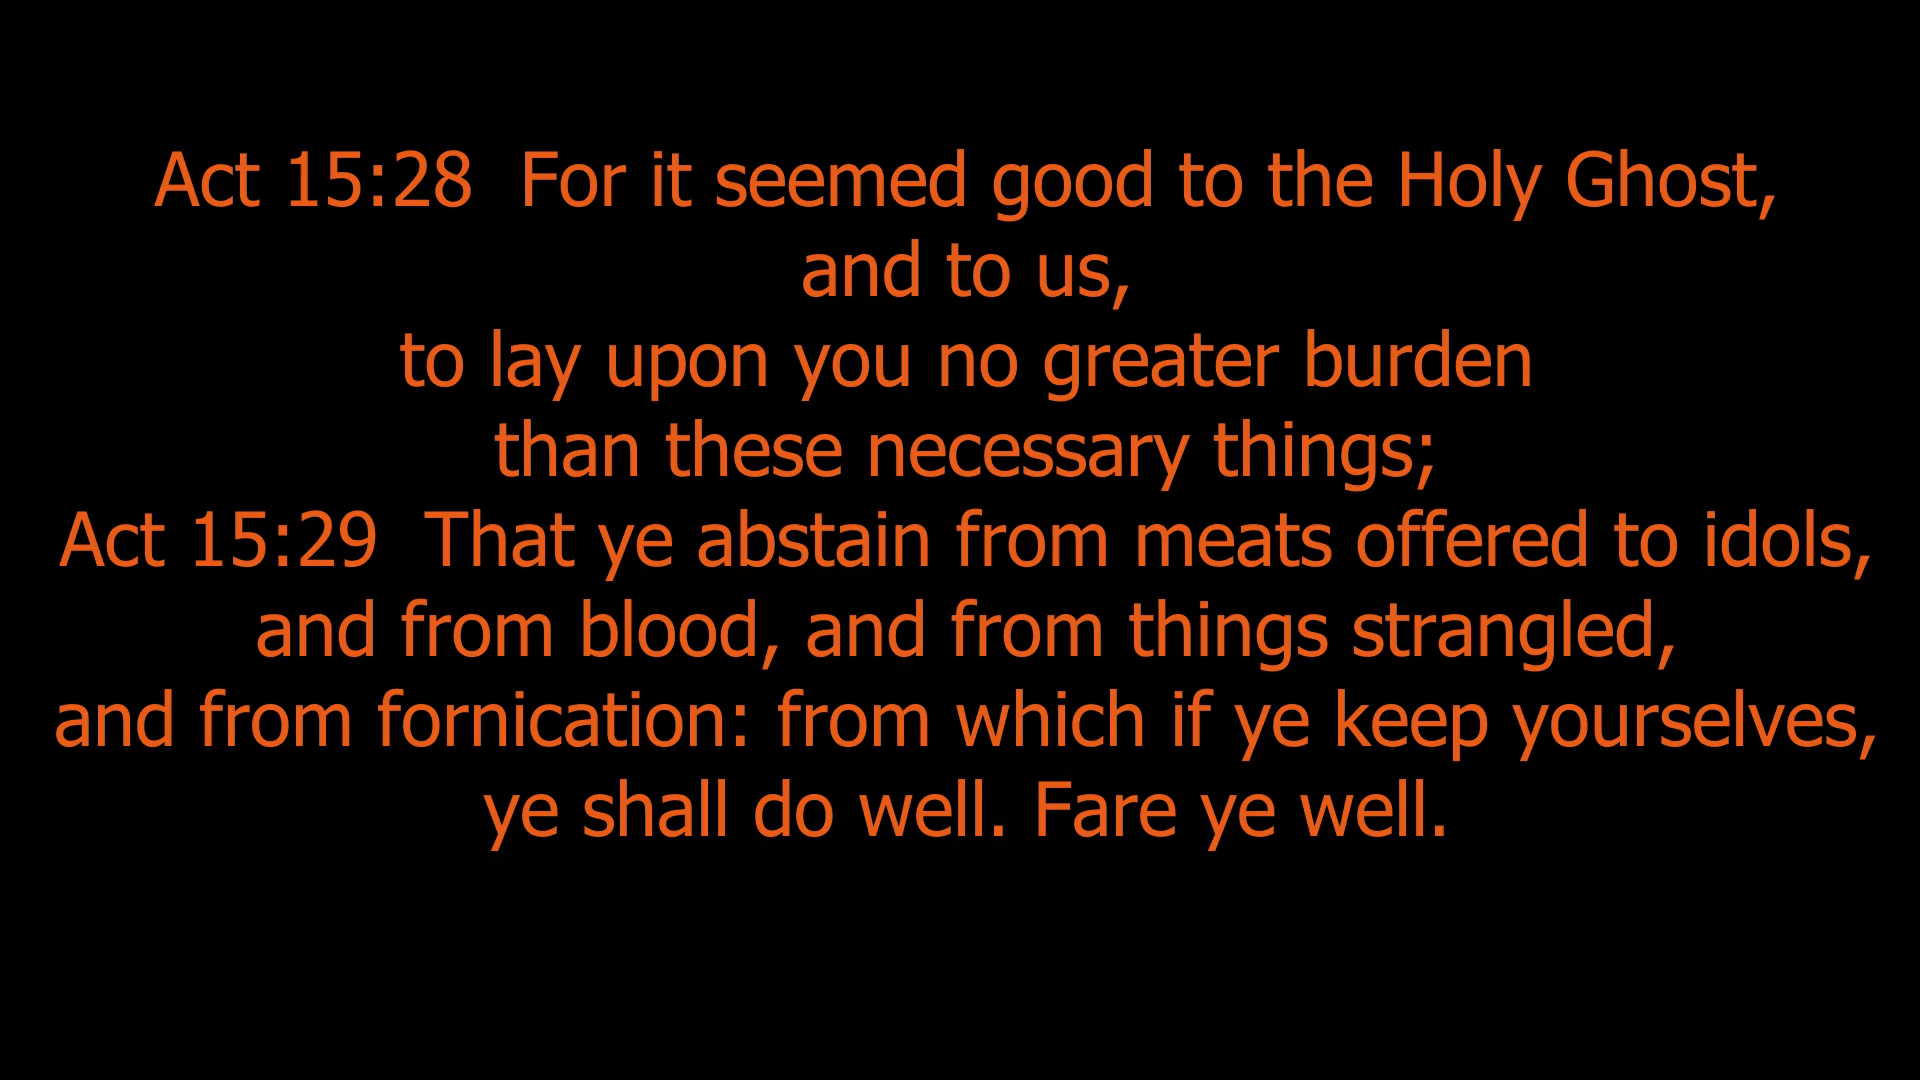 Act 15:28  For it seemed good to the Holy Ghost,
and to us,
to lay upon you no greater burden
than these necessary things;
Act 15:29  That ye abstain from meats offered to idols,
and from blood, and from things strangled,
and from fornication: from which if ye keep yourselves,
ye shall do well. Fare ye well.